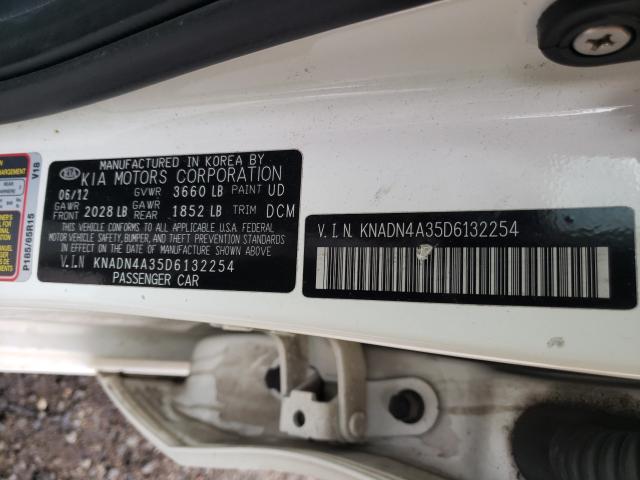 MANUFACTURED IN KOREA BY
KIA KIA MOTORS CORPORATION
06/12 GVWR 3660 LB PAINT UD
GAWR FRONT 2028 LB GAWR REAR 1852 LB TRIM DCM
THIS VEHICLE CONFORMS TO ALL APPLICABLE U.S.A. FEDERAL
MOTOR VEHICLE SAFETY, BUMPER, AND THEFT PREVENTION STANDARDS
IN EFFECT ON THE DATE OF MANUFACTURE SHOWN ABOVE.
V.I.N KNADN4A35D6132254
PASSENGER CAR
V.I.N. KNADN4A35D6132254
V18
P185/65R15